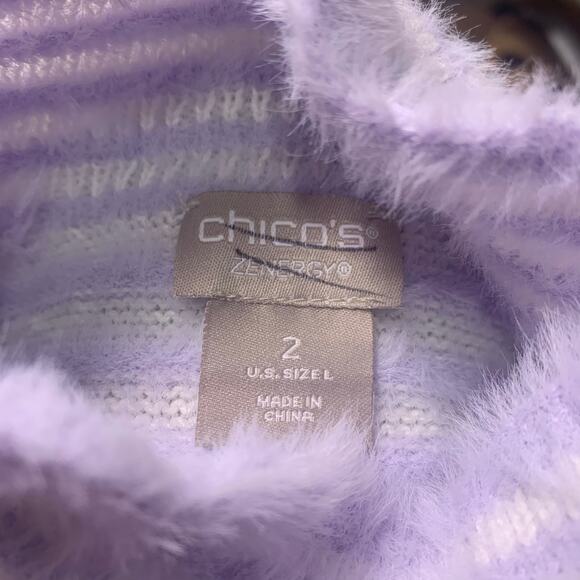 chico's®
ZENERGY®
2
U.S. SIZE L
MADE IN
CHINA